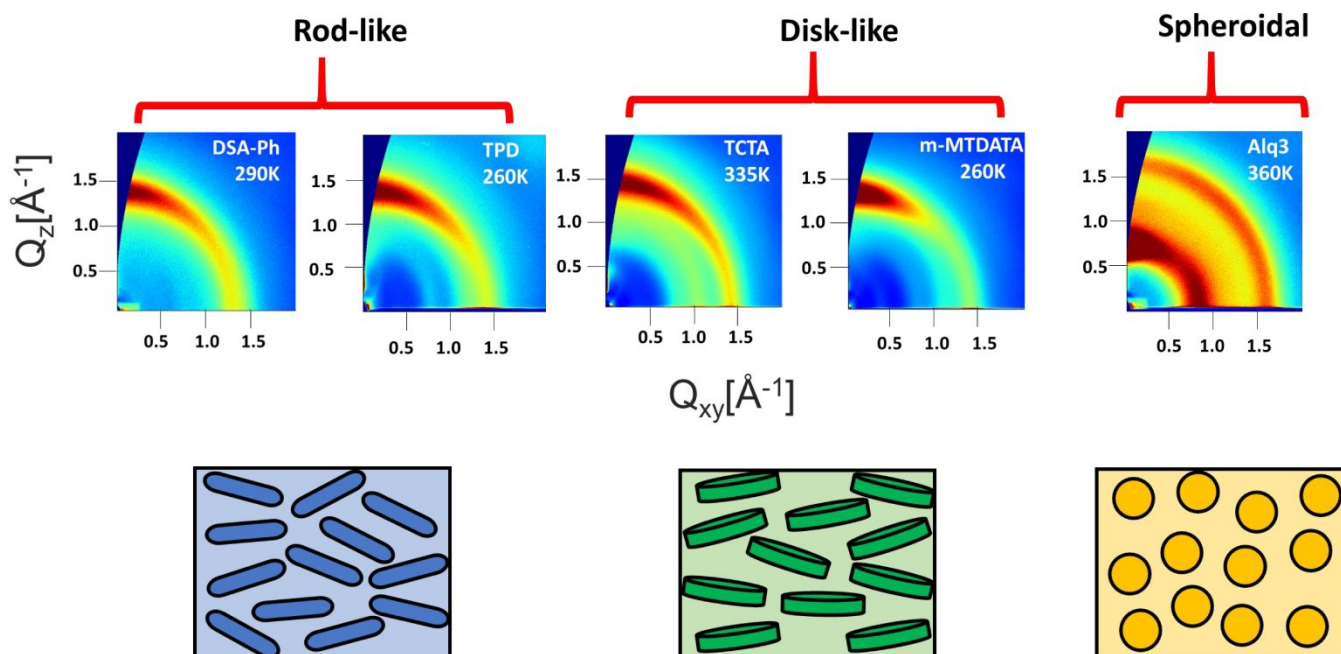 Rod-like
Disk-like
Spheroidal
DSA-Ph
290K
TPD
260K
TCTA
335K
m-MTDATA
260K
Alq3
360K
Qz[Å-1]
1.5
1.0
0.5
1.5
1.0
0.5
1.5
1.0
0.5
1.5
1.0
0.5
1.5
1.0
0.5
0.5 1.0 1.5
0.5 1.0 1.5
0.5 1.0 1.5
0.5 1.0 1.5
0.5 1.0 1.5
Qxy[Å-1]